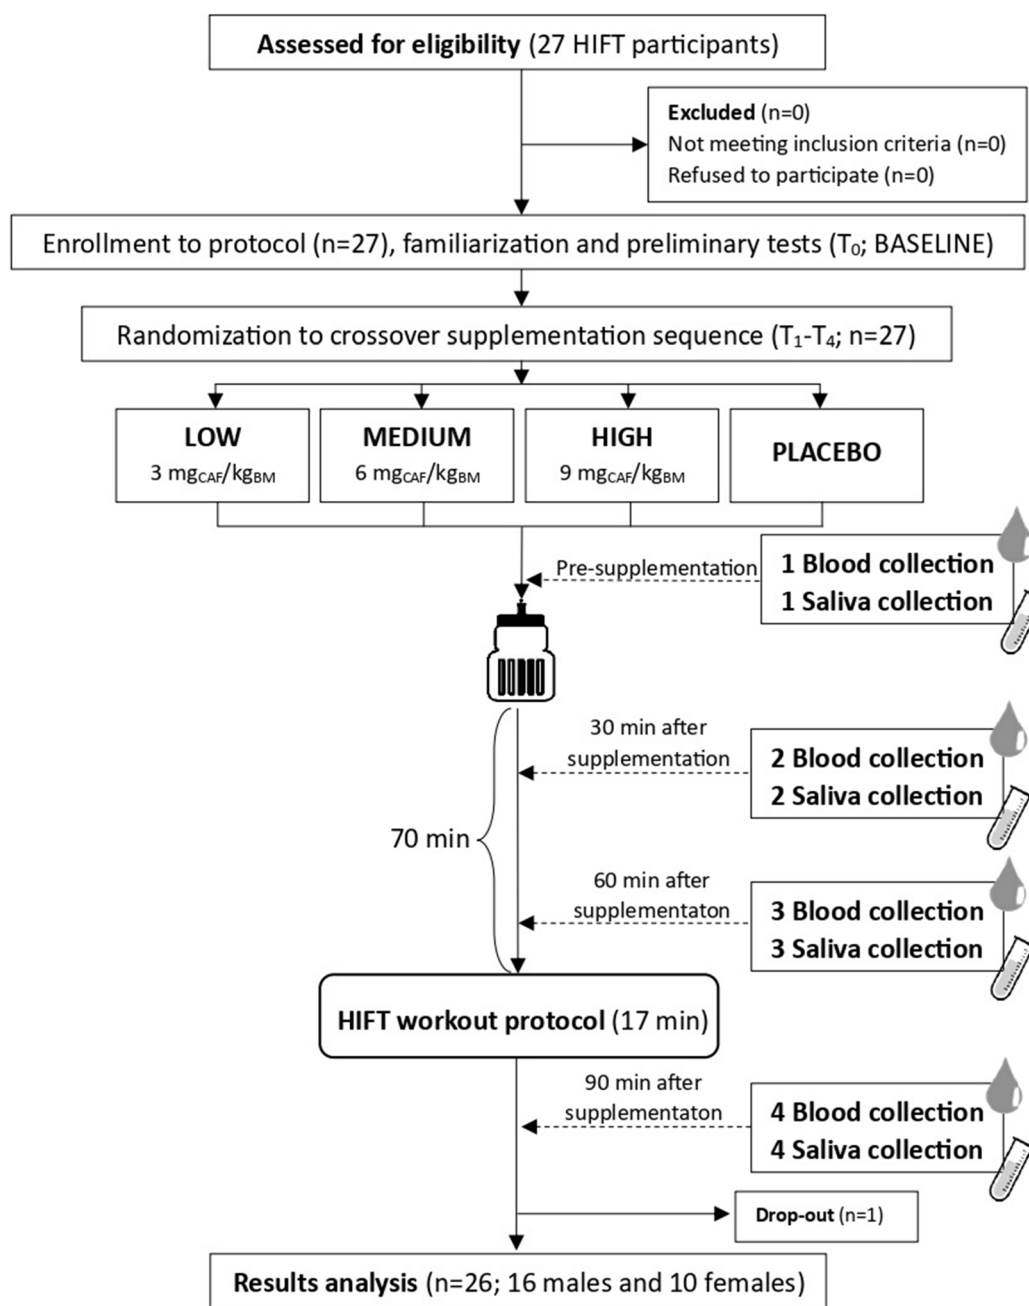 Assessed for eligibility (27 HIFT participants)
Excluded (n=0)
Not meeting inclusion criteria (n=0)
Refused to participate (n=0)
Enrollment to protocol (n=27), familiarization and preliminary tests (T₀; BASELINE)
Randomization to crossover supplementation sequence (T₁-T₄; n=27)
LOW
3 mgCAF/kgBM
MEDIUM
6 mgCAF/kgBM
HIGH
9 mgCAF/kgBM
PLACEBO
Pre-supplementation
1 Blood collection
1 Saliva collection
30 min after
supplementation
2 Blood collection
2 Saliva collection
70 min
60 min after
supplementaton
3 Blood collection
3 Saliva collection
HIFT workout protocol (17 min)
90 min after
supplementaton
4 Blood collection
4 Saliva collection
Drop-out (n=1)
Results analysis (n=26; 16 males and 10 females)